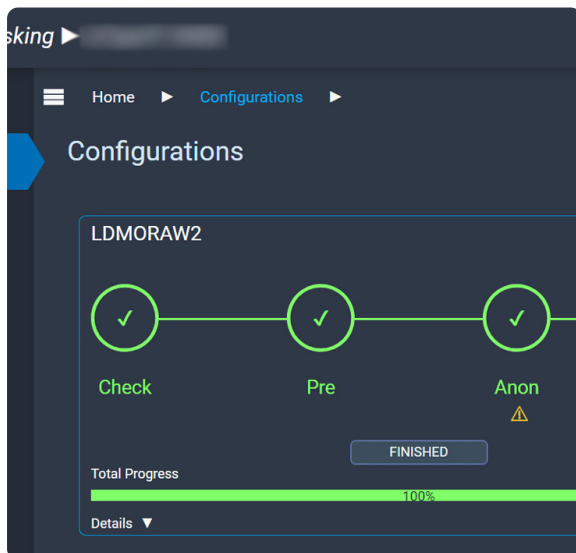 sking ▶
Home ▶ Configurations ▶
Configurations
LDMORAW2
Check Pre Anon
FINISHED
Total Progress
100%
Details ▼